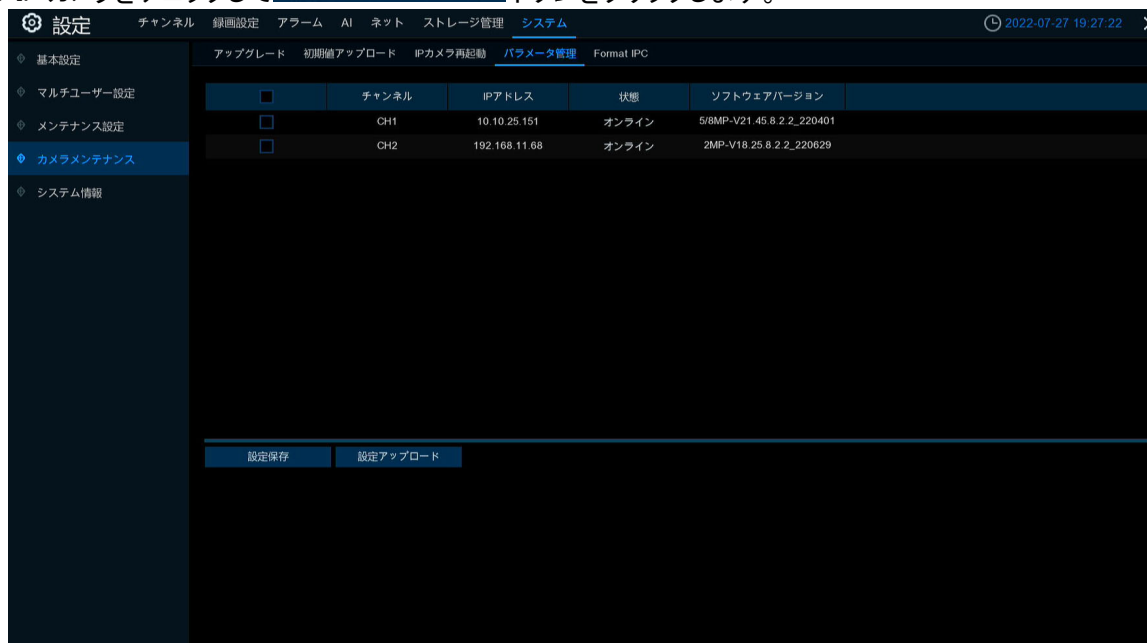 設定 チャンネル 録画設定 アラーム AI ネット ストレージ管理 システム 2022-07-27 19:27:22
アップグレード 初期値アップロード IPカメラ再起動 パラメータ管理 Format IPC
基本設定
マルチユーザー設定
メンテナンス設定
カメラメンテナンス
システム情報
チャンネル IPアドレス 状態 ソフトウェアバージョン
CH1 10.10.25.151 オンライン 5/8MP-V21.45.8.2.2_220401
CH2 192.168.11.68 オンライン 2MP-V18.25.8.2.2_220629
設定保存 設定アップロード